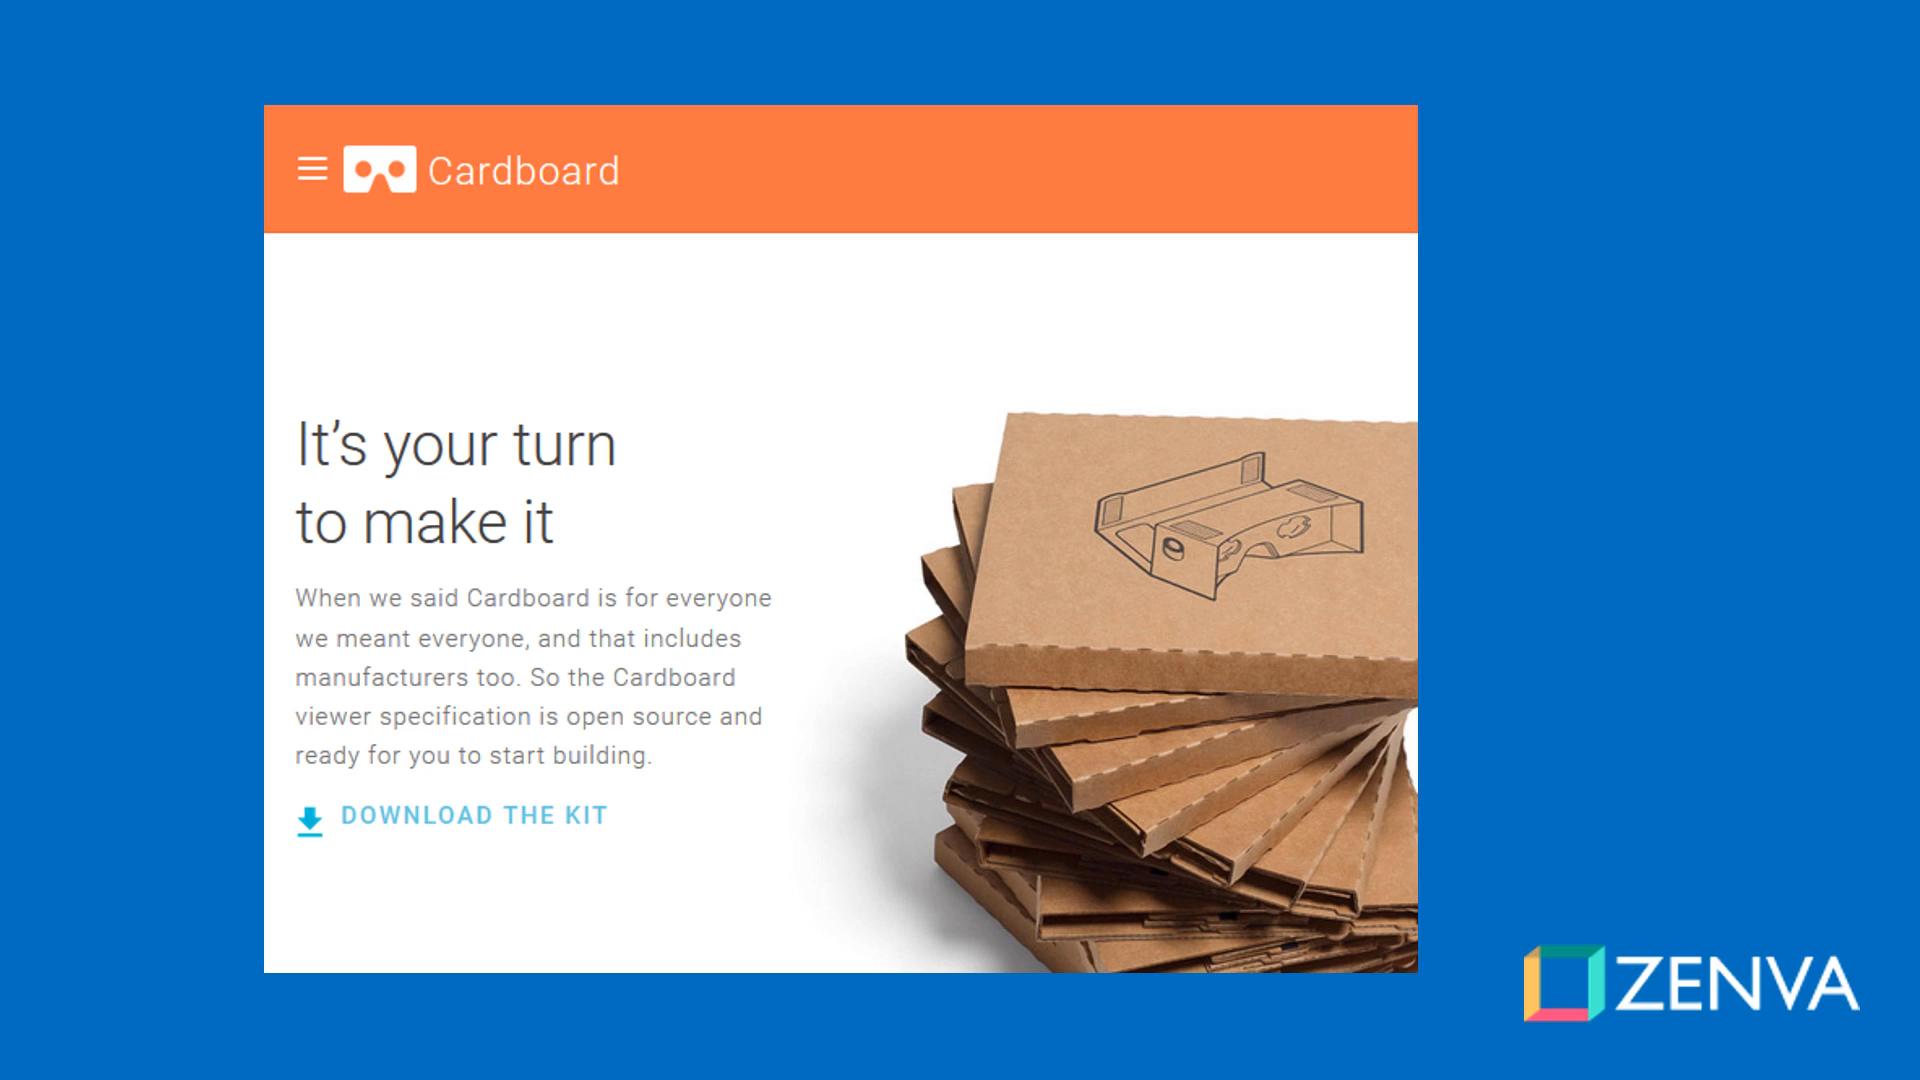 Cardboard
It’s your turn
to make it
When we said Cardboard is for everyone
we meant everyone, and that includes
manufacturers too. So the Cardboard
viewer specification is open source and
ready for you to start building.
DOWNLOAD THE KIT
ZENVA